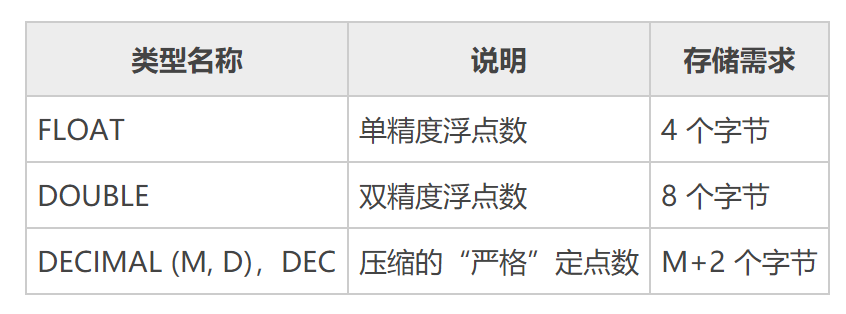 类型名称 说明 存储需求
FLOAT 单精度浮点数 4 个字节
DOUBLE 双精度浮点数 8 个字节
DECIMAL (M, D)，DEC 压缩的“严格”定点数 M+2 个字节